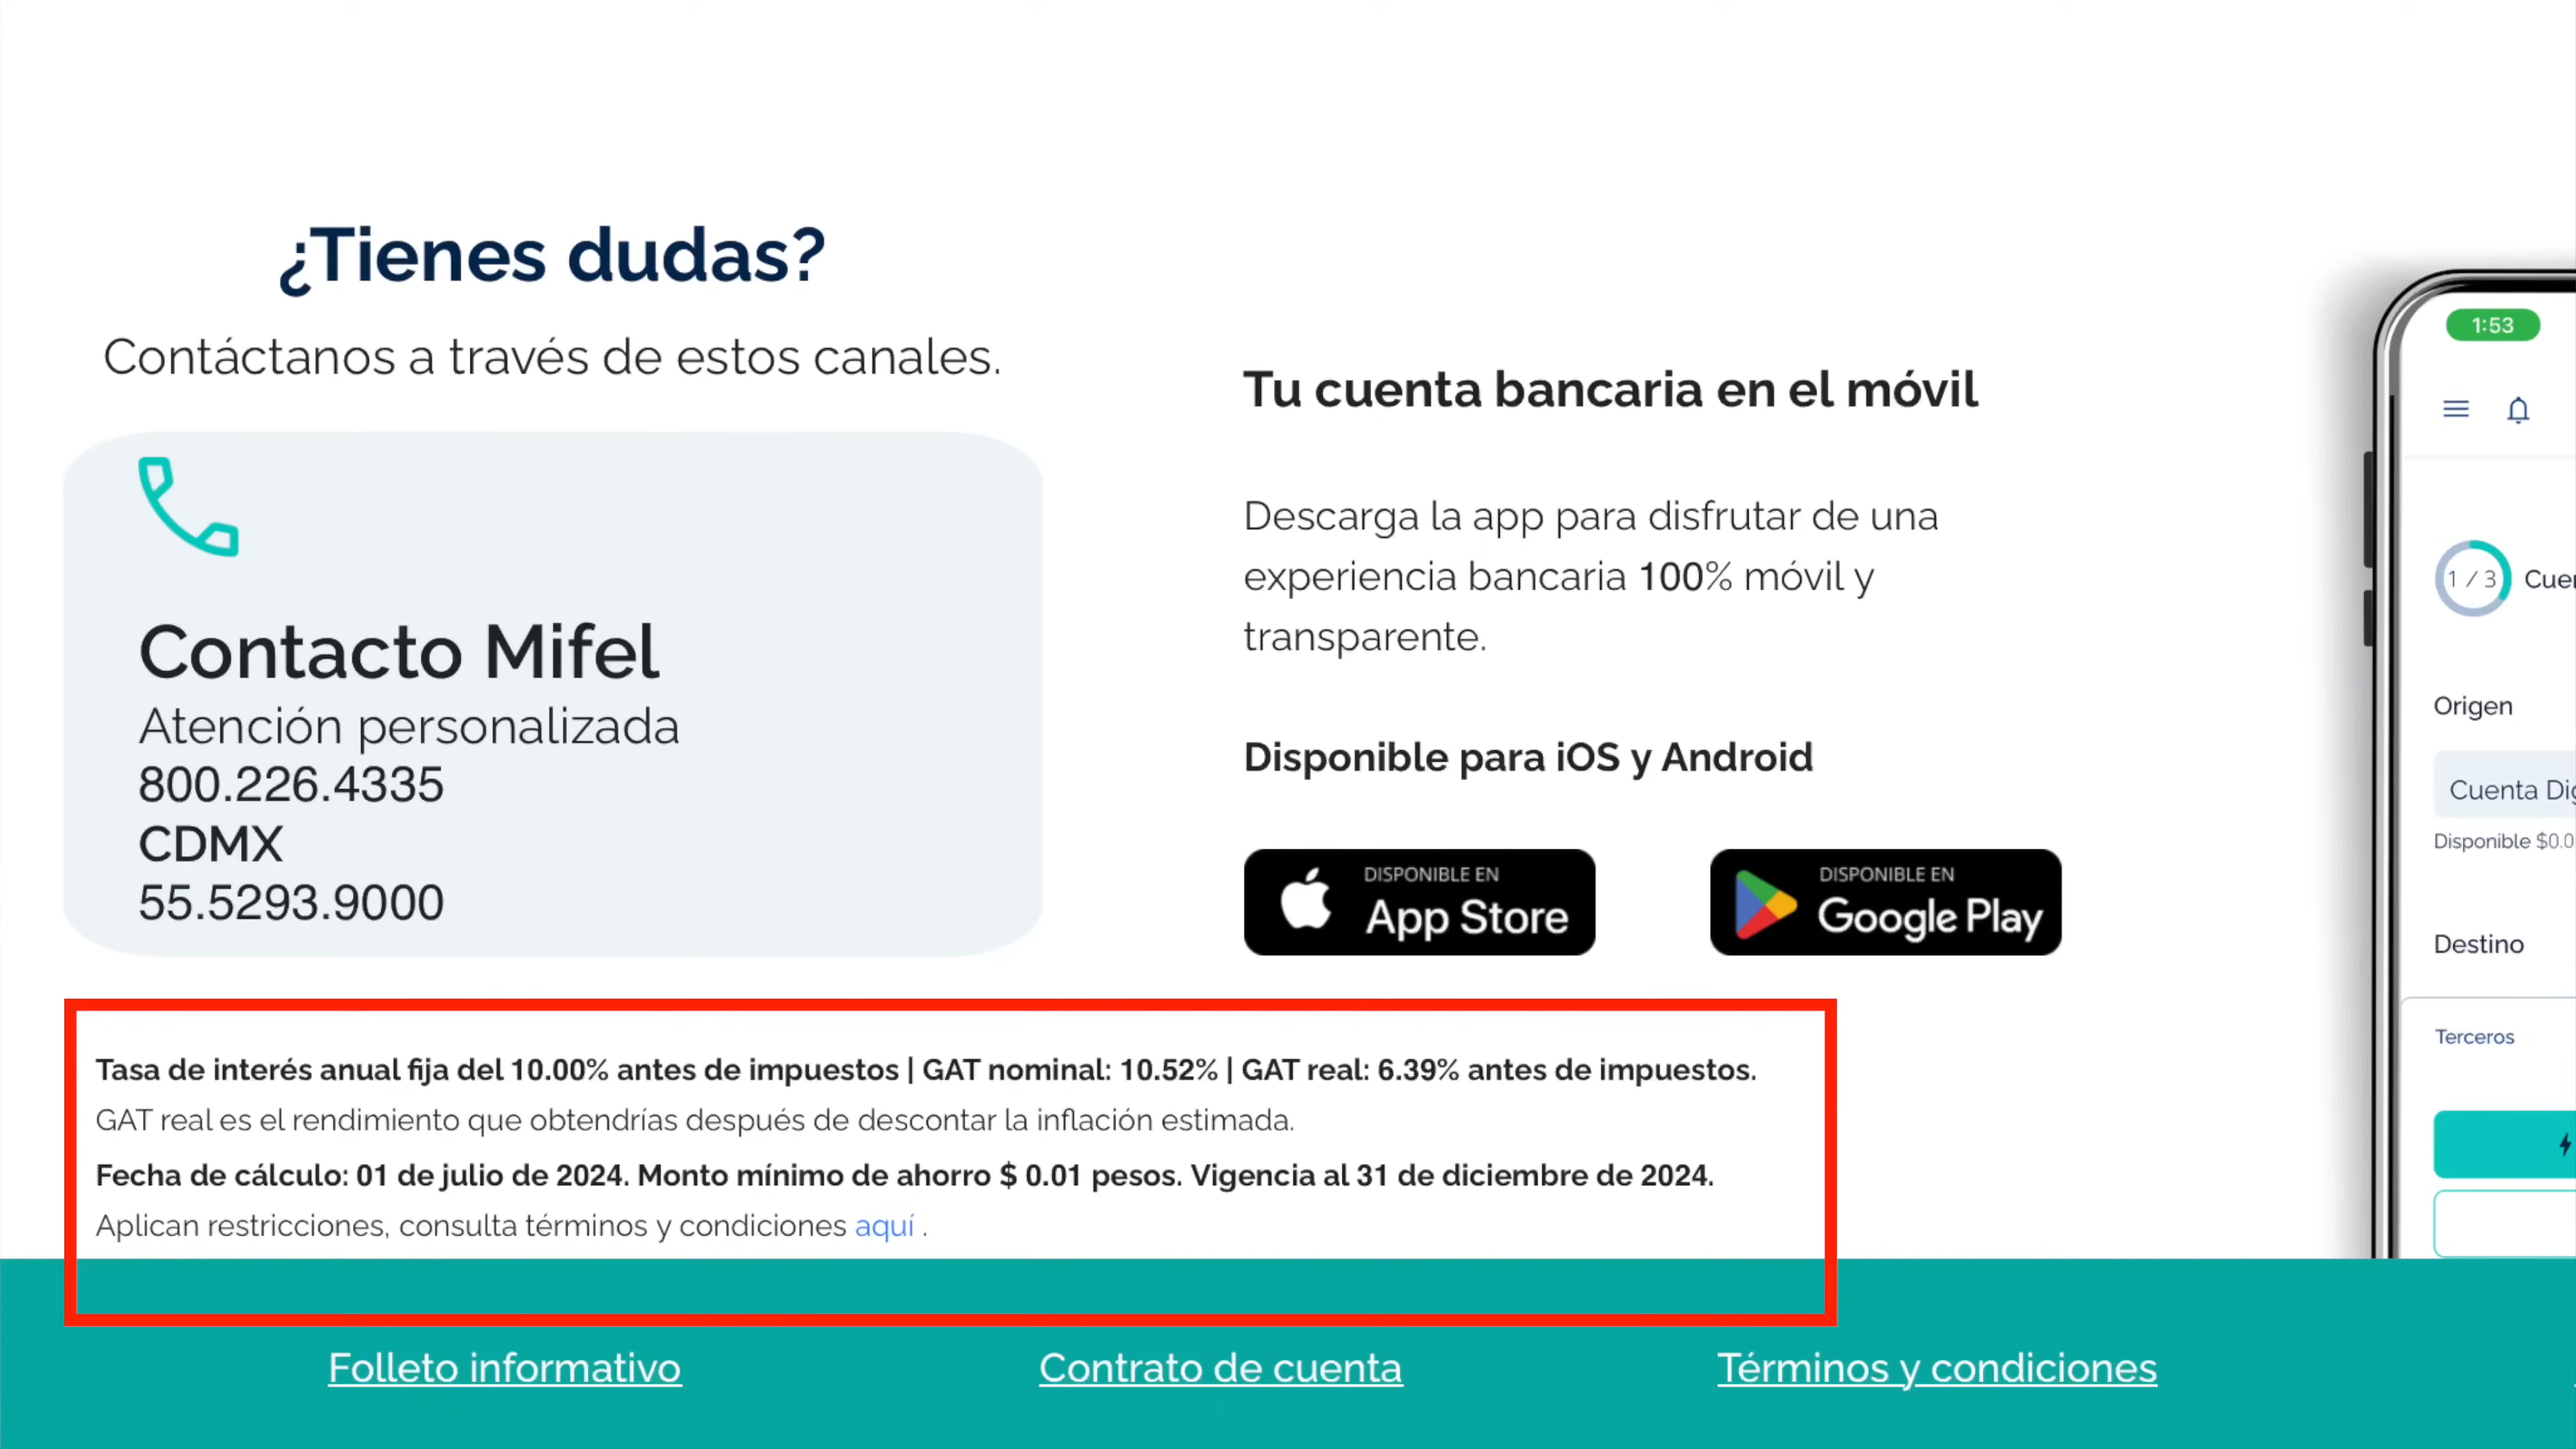 ¿Tienes dudas?
Contáctanos a través de estos canales.
Contacto Mifel
Atención personalizada
800.226.4335
CDMX
55.5293.9000
Tu cuenta bancaria en el móvil
Descarga la app para disfrutar de una
experiencia bancaria 100% móvil y
transparente.
Disponible para iOS y Android
DISPONIBLE EN
App Store
DISPONIBLE EN
Google Play
1:53
1 / 3
Origen
Cuenta
Disponible $0.0
Destino
Terceros
Tasa de interés anual fija del 10.00% antes de impuestos | GAT nominal: 10.52% | GAT real: 6.39% antes de impuestos.
GAT real es el rendimiento que obtendrías después de descontar la inflación estimada.
Fecha de cálculo: 01 de julio de 2024. Monto mínimo de ahorro $ 0.01 pesos. Vigencia al 31 de diciembre de 2024.
Aplican restricciones, consulta términos y condiciones aquí .
Folleto informativo
Contrato de cuenta
Términos y condiciones